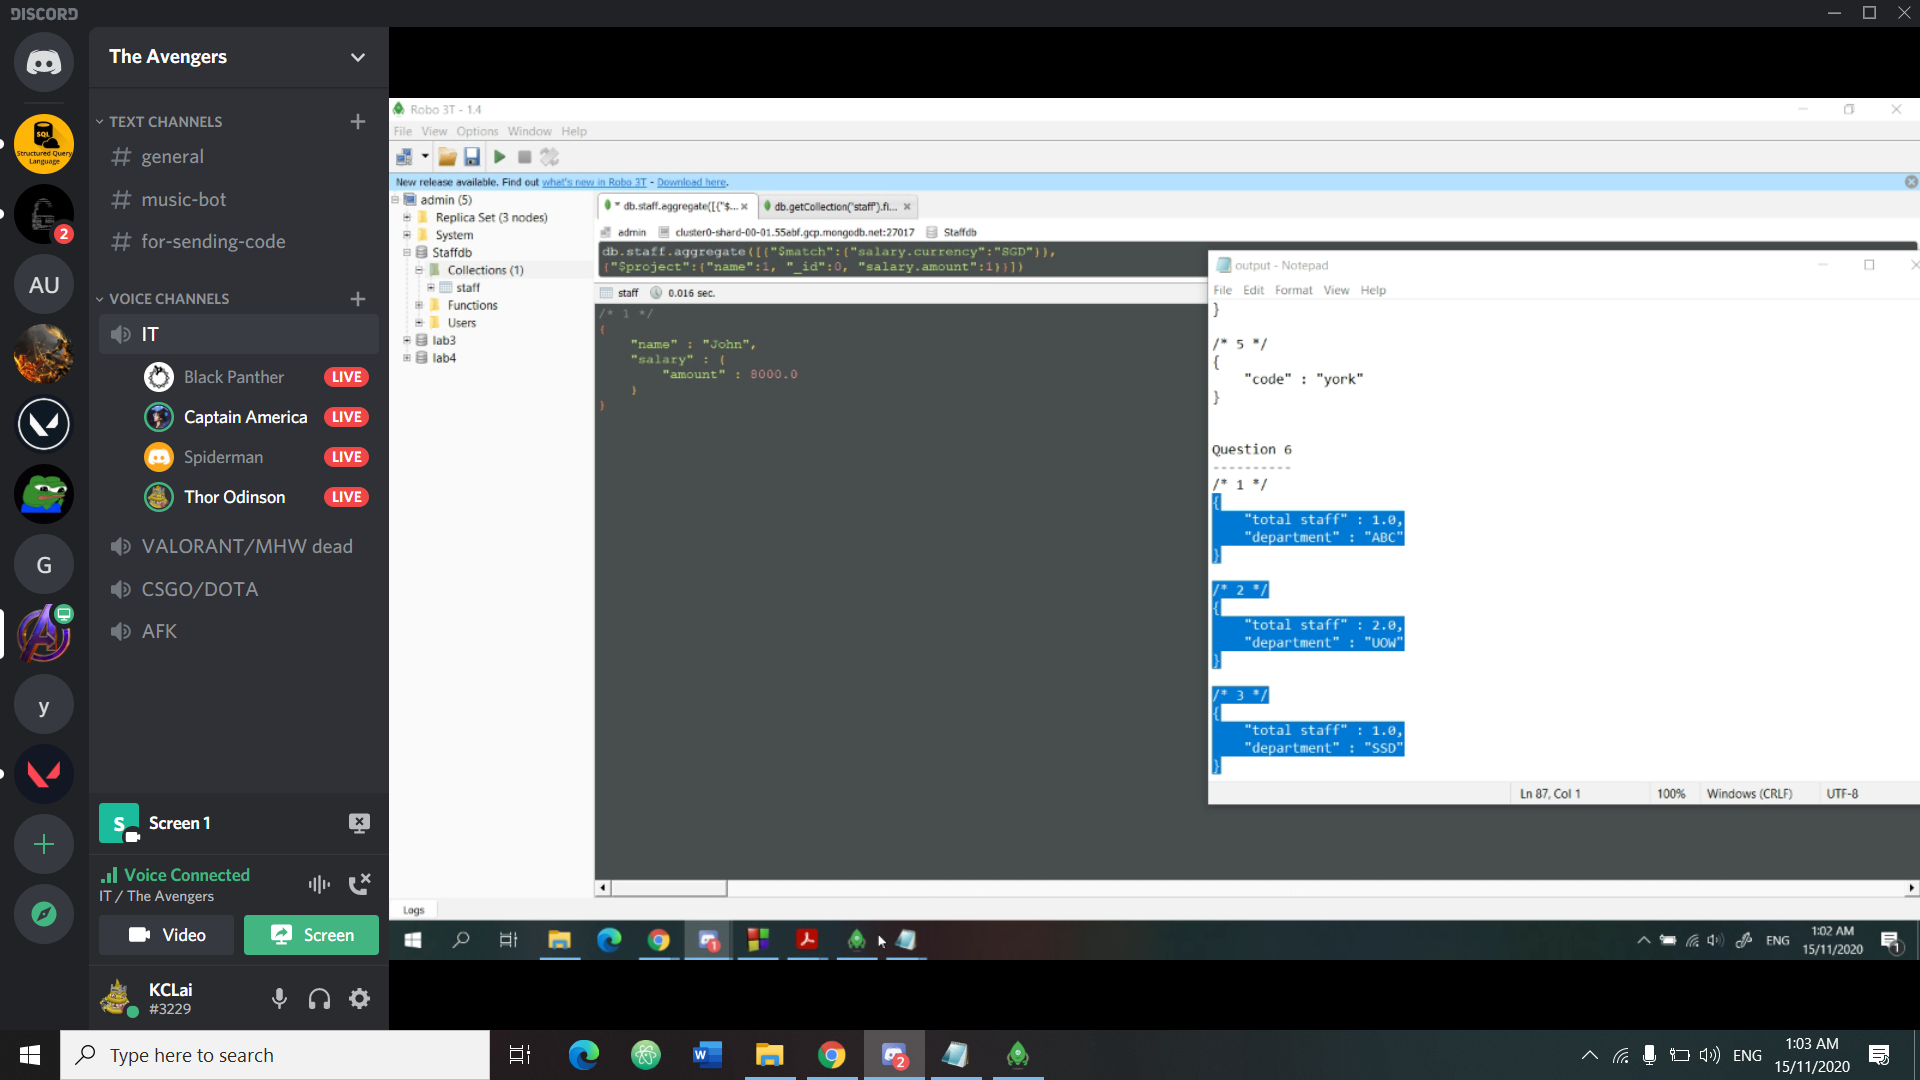 DISCORD
The Avengers
TEXT CHANNELS
# general
# music-bot
# for-sending-code
VOICE CHANNELS
IT
Black Panther LIVE
Captain America LIVE
Spiderman LIVE
Thor Odinson LIVE
VALORANT/MHW dead
CSGO/DOTA
AFK
SQL
Structured Query
Language
2
AU
G
y
S
Screen 1
Voice Connected
IT / The Avengers
Video
Screen
KCLai
#3229
Robo 3T - 1.4
File View Options Window Help
New release available. Find out what's new in Robo 3T - Download here.
admin (5)
Replica Set (3 nodes)
System
Staffdb
Collections (1)
staff
Functions
Users
lab3
lab4
* db.staff.aggregate([{"$...
db.getCollection('staff').fi...
admin cluster0-shard-00-01.55abf.gcp.mongodb.net:27017 Staffdb
db.staff.aggregate([{"$match":{"salary.currency":"SGD"}},
{"$project":{"name":1, "_id":0, "salary.amount":1}}])
staff 0.016 sec.
/* 1 */
{
"name" : "John",
"salary" : {
"amount" : 8000.0
}
}
output - Notepad
File Edit Format View Help
}
/* 5 */
{
"code" : "york"
}
Question 6
-----------
/* 1 */
{
"total staff" : 1.0,
"department" : "ABC"
}
/* 2 */
{
"total staff" : 2.0,
"department" : "UOW"
}
/* 3 */
{
"total staff" : 1.0,
"department" : "SSD"
}
Ln 87, Col 1 100% Windows (CRLF) UTF-8
Logs
1
ENG
1:02 AM
15/11/2020
1
Type here to search
W
2
ENG
1:03 AM
15/11/2020